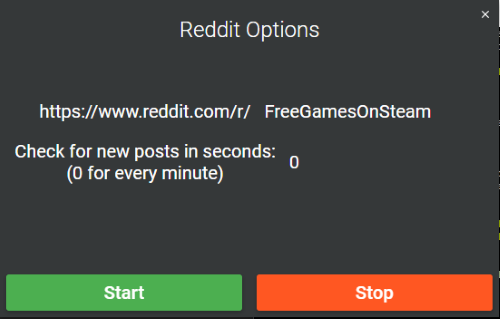 Reddit Options
×
https://www.reddit.com/r/ FreeGamesOnSteam
Check for new posts in seconds:
(0 for every minute)
0
Start
Stop